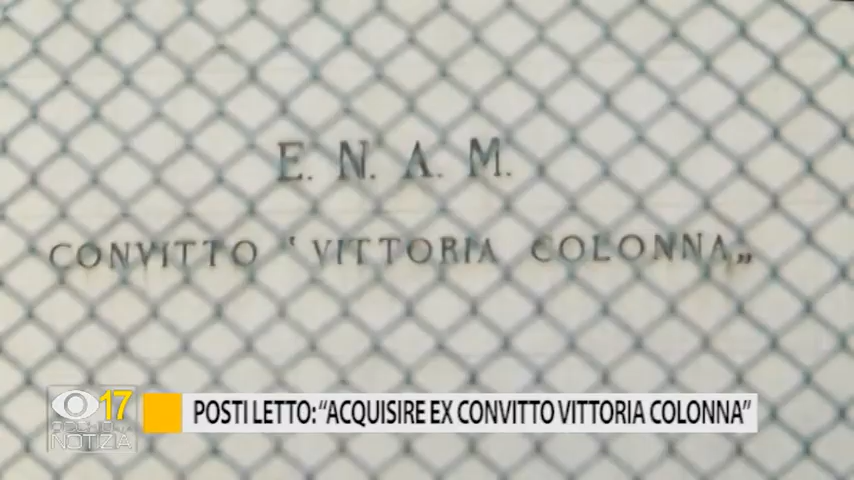 E. N. A. M.
CONVITTO ‛ VITTORIA COLONNA„
17
NOTIZIA
POSTI LETTO: “ACQUISIRE EX CONVITTO VITTORIA COLONNA”